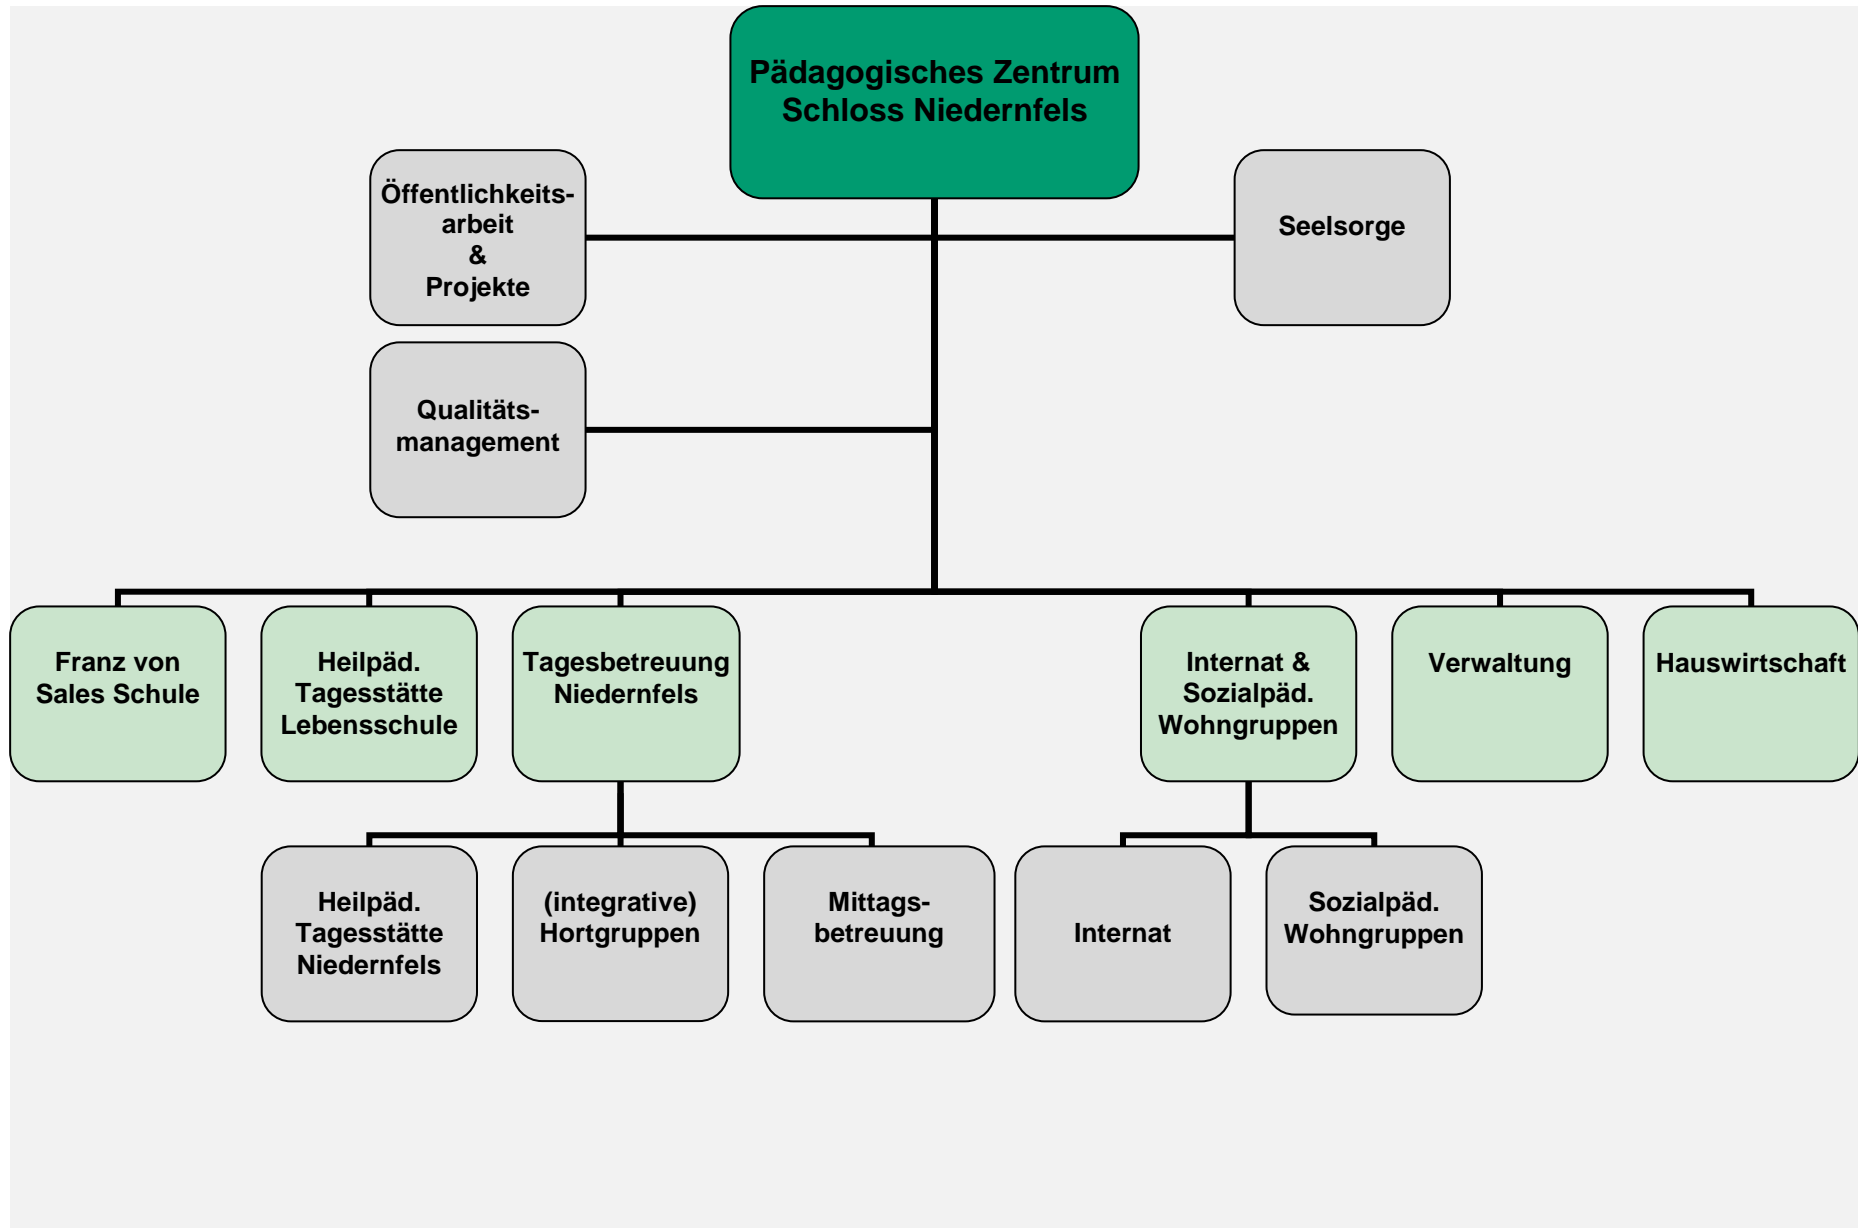 Pädagogisches Zentrum
Schloss Niedernfels
Öffentlichkeits-
arbeit
&
Projekte
Seelsorge
Qualitäts-
management
Franz von
Sales Schule
Heilpäd.
Tagesstätte
Lebensschule
Tagesbetreuung
Niedernfels
Internat &
Sozialpäd.
Wohngruppen
Verwaltung
Hauswirtschaft
Heilpäd.
Tagesstätte
Niedernfels
(integrative)
Hortgruppen
Mittags-
betreuung
Internat
Sozialpäd.
Wohngruppen